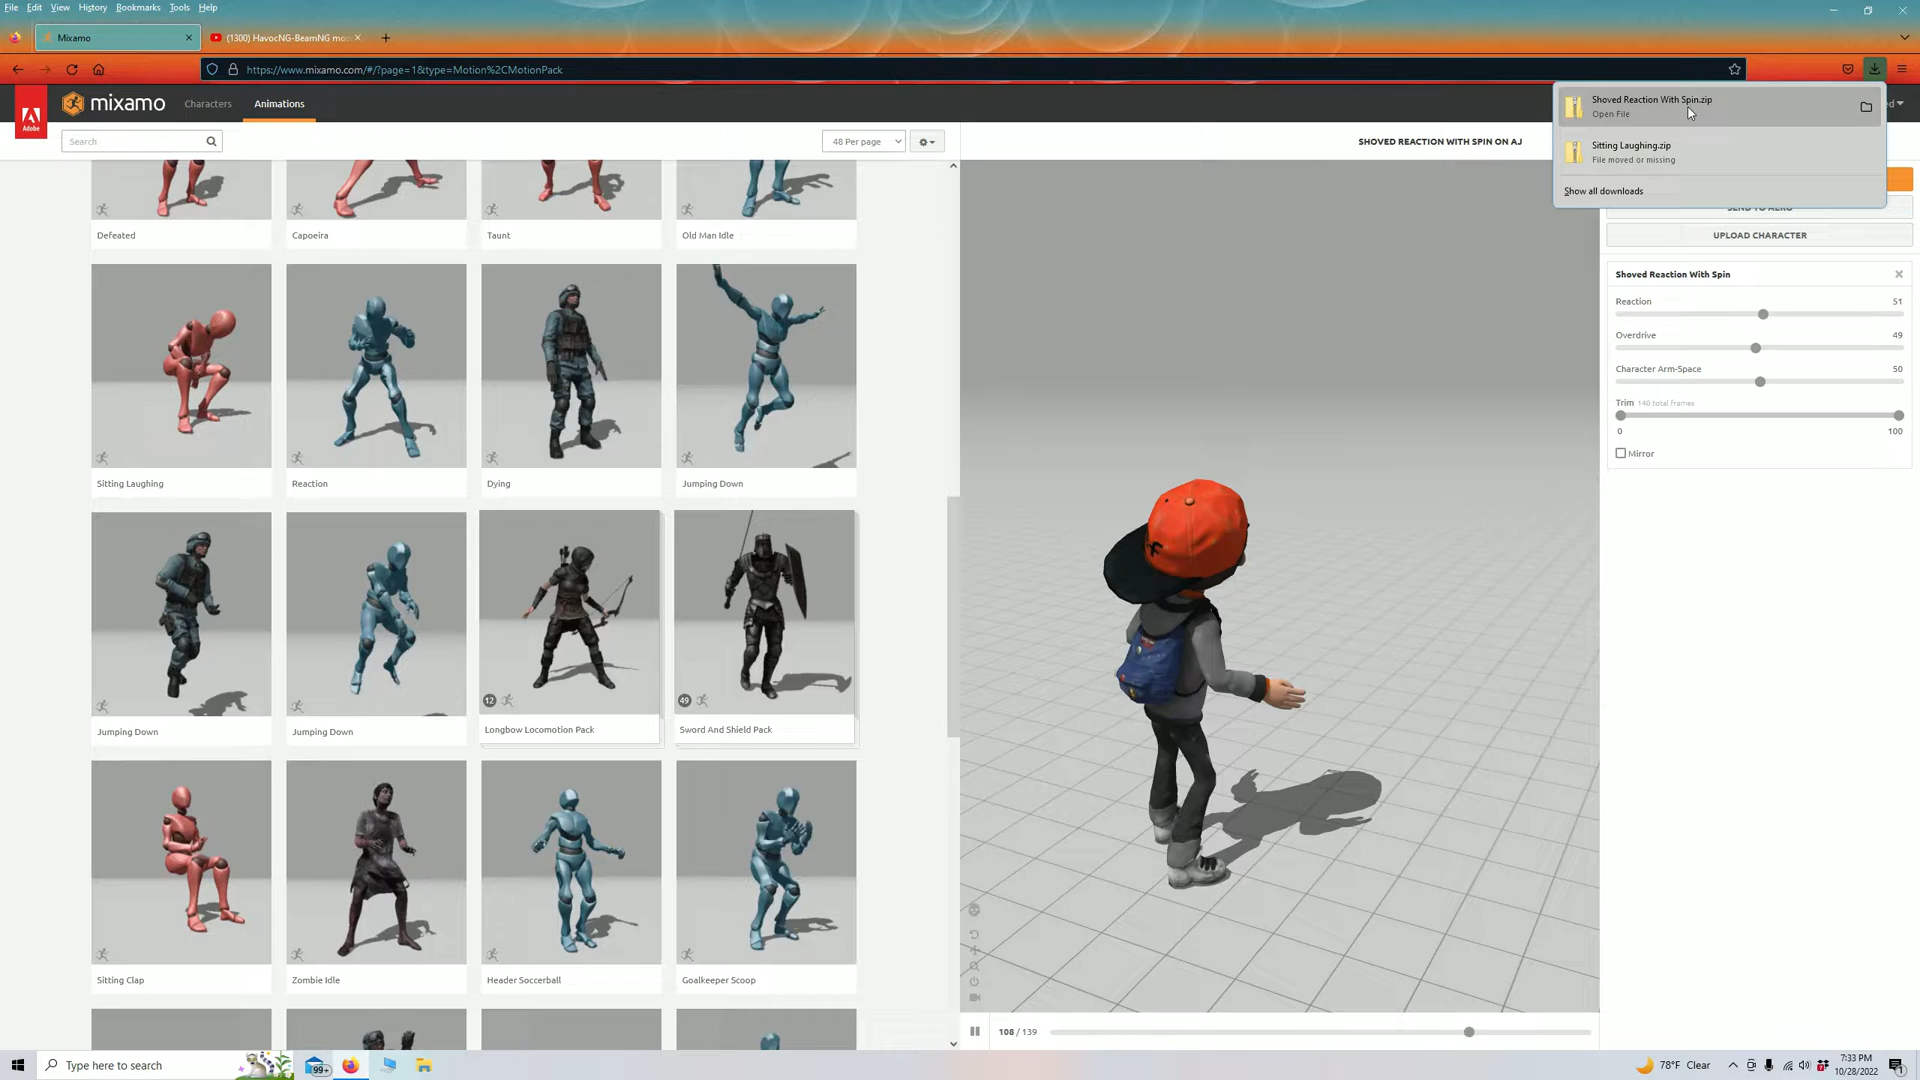 File Edit View History Bookmarks Tools Help
Mixamo
(1300) HavocNG-BeamNG mo
https://www.mixamo.com/#/?page=1&type=Motion%2CMotionPack
Adobe
mixamo
Characters
Animations
Shoved Reaction With Spin.zip
Open File
Sitting Laughing.zip
File moved or missing
Show all downloads
Search
48 Per page
SHOVED REACTION WITH SPIN ON AJ
UPLOAD CHARACTER
Defeated
Capoeira
Taunt
Old Man Idle
Shoved Reaction With Spin
Reaction 51
Overdrive 49
Character Arm-Space 50
Trim 140 total frames
0 100
Mirror
Sitting Laughing
Reaction
Dying
Jumping Down
12
49
Jumping Down
Jumping Down
Longbow Locomotion Pack
Sword And Shield Pack
Sitting Clap
Zombie Idle
Header Soccerball
Goalkeeper Scoop
108 / 139
Type here to search
99+
78°F Clear
7:33 PM
10/28/2022